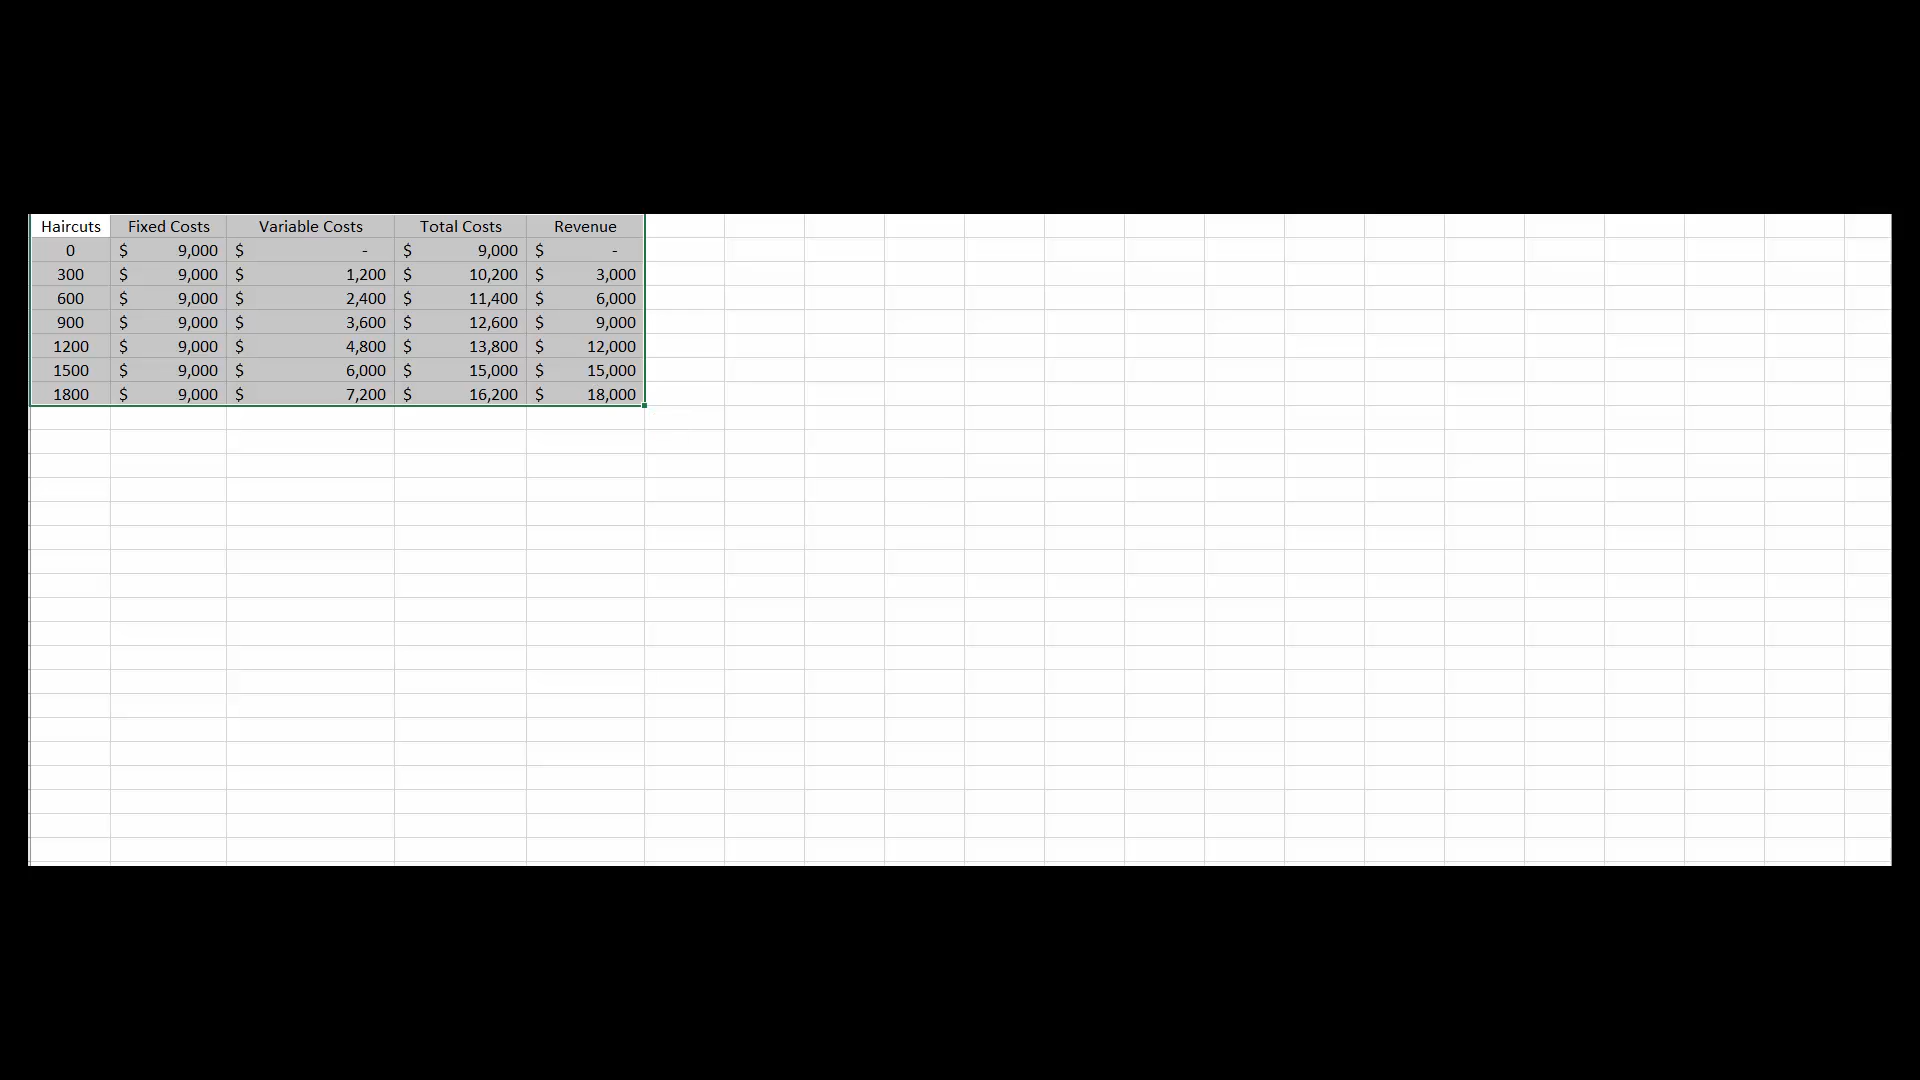 Haircuts Fixed Costs Variable Costs Total Costs Revenue
0 $ 9,000 $ - $ 9,000 $ -
300 $ 9,000 $ 1,200 $ 10,200 $ 3,000
600 $ 9,000 $ 2,400 $ 11,400 $ 6,000
900 $ 9,000 $ 3,600 $ 12,600 $ 9,000
1200 $ 9,000 $ 4,800 $ 13,800 $ 12,000
1500 $ 9,000 $ 6,000 $ 15,000 $ 15,000
1800 $ 9,000 $ 7,200 $ 16,200 $ 18,000